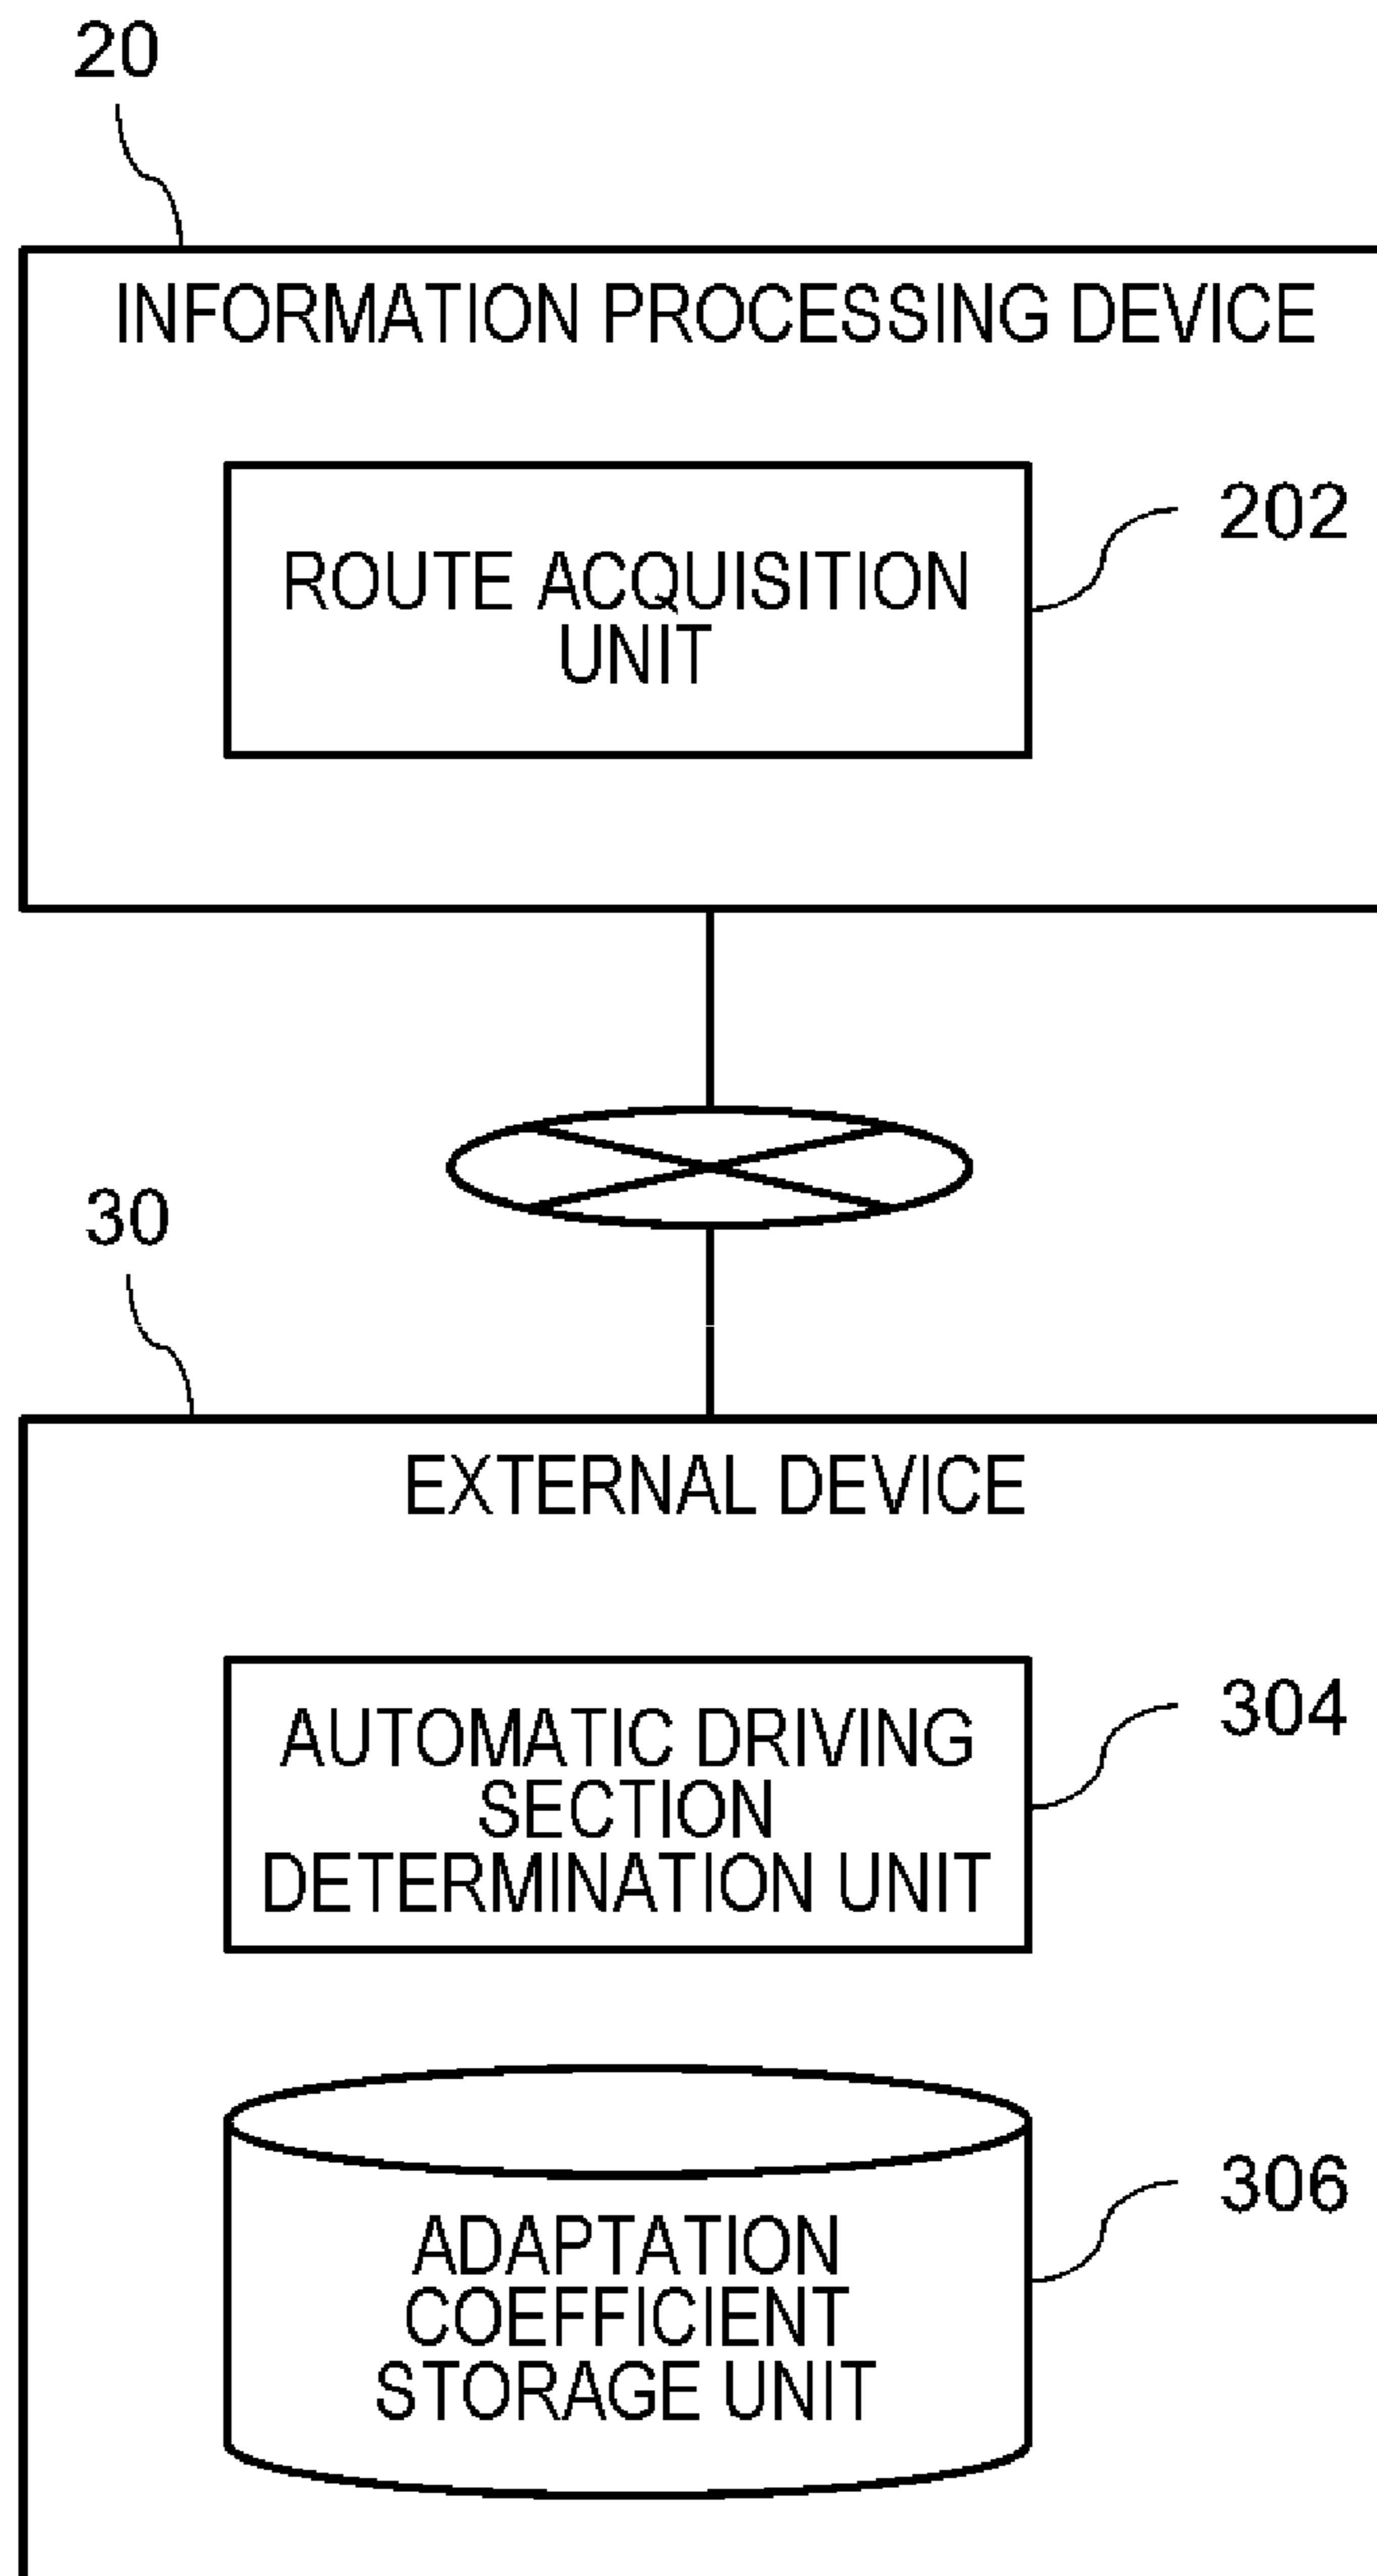 20
INFORMATION PROCESSING DEVICE
202
ROUTE ACQUISITION
UNIT
30
EXTERNAL DEVICE
304
AUTOMATIC DRIVING
SECTION
DETERMINATION UNIT
306
ADAPTATION
COEFFICIENT
STORAGE UNIT